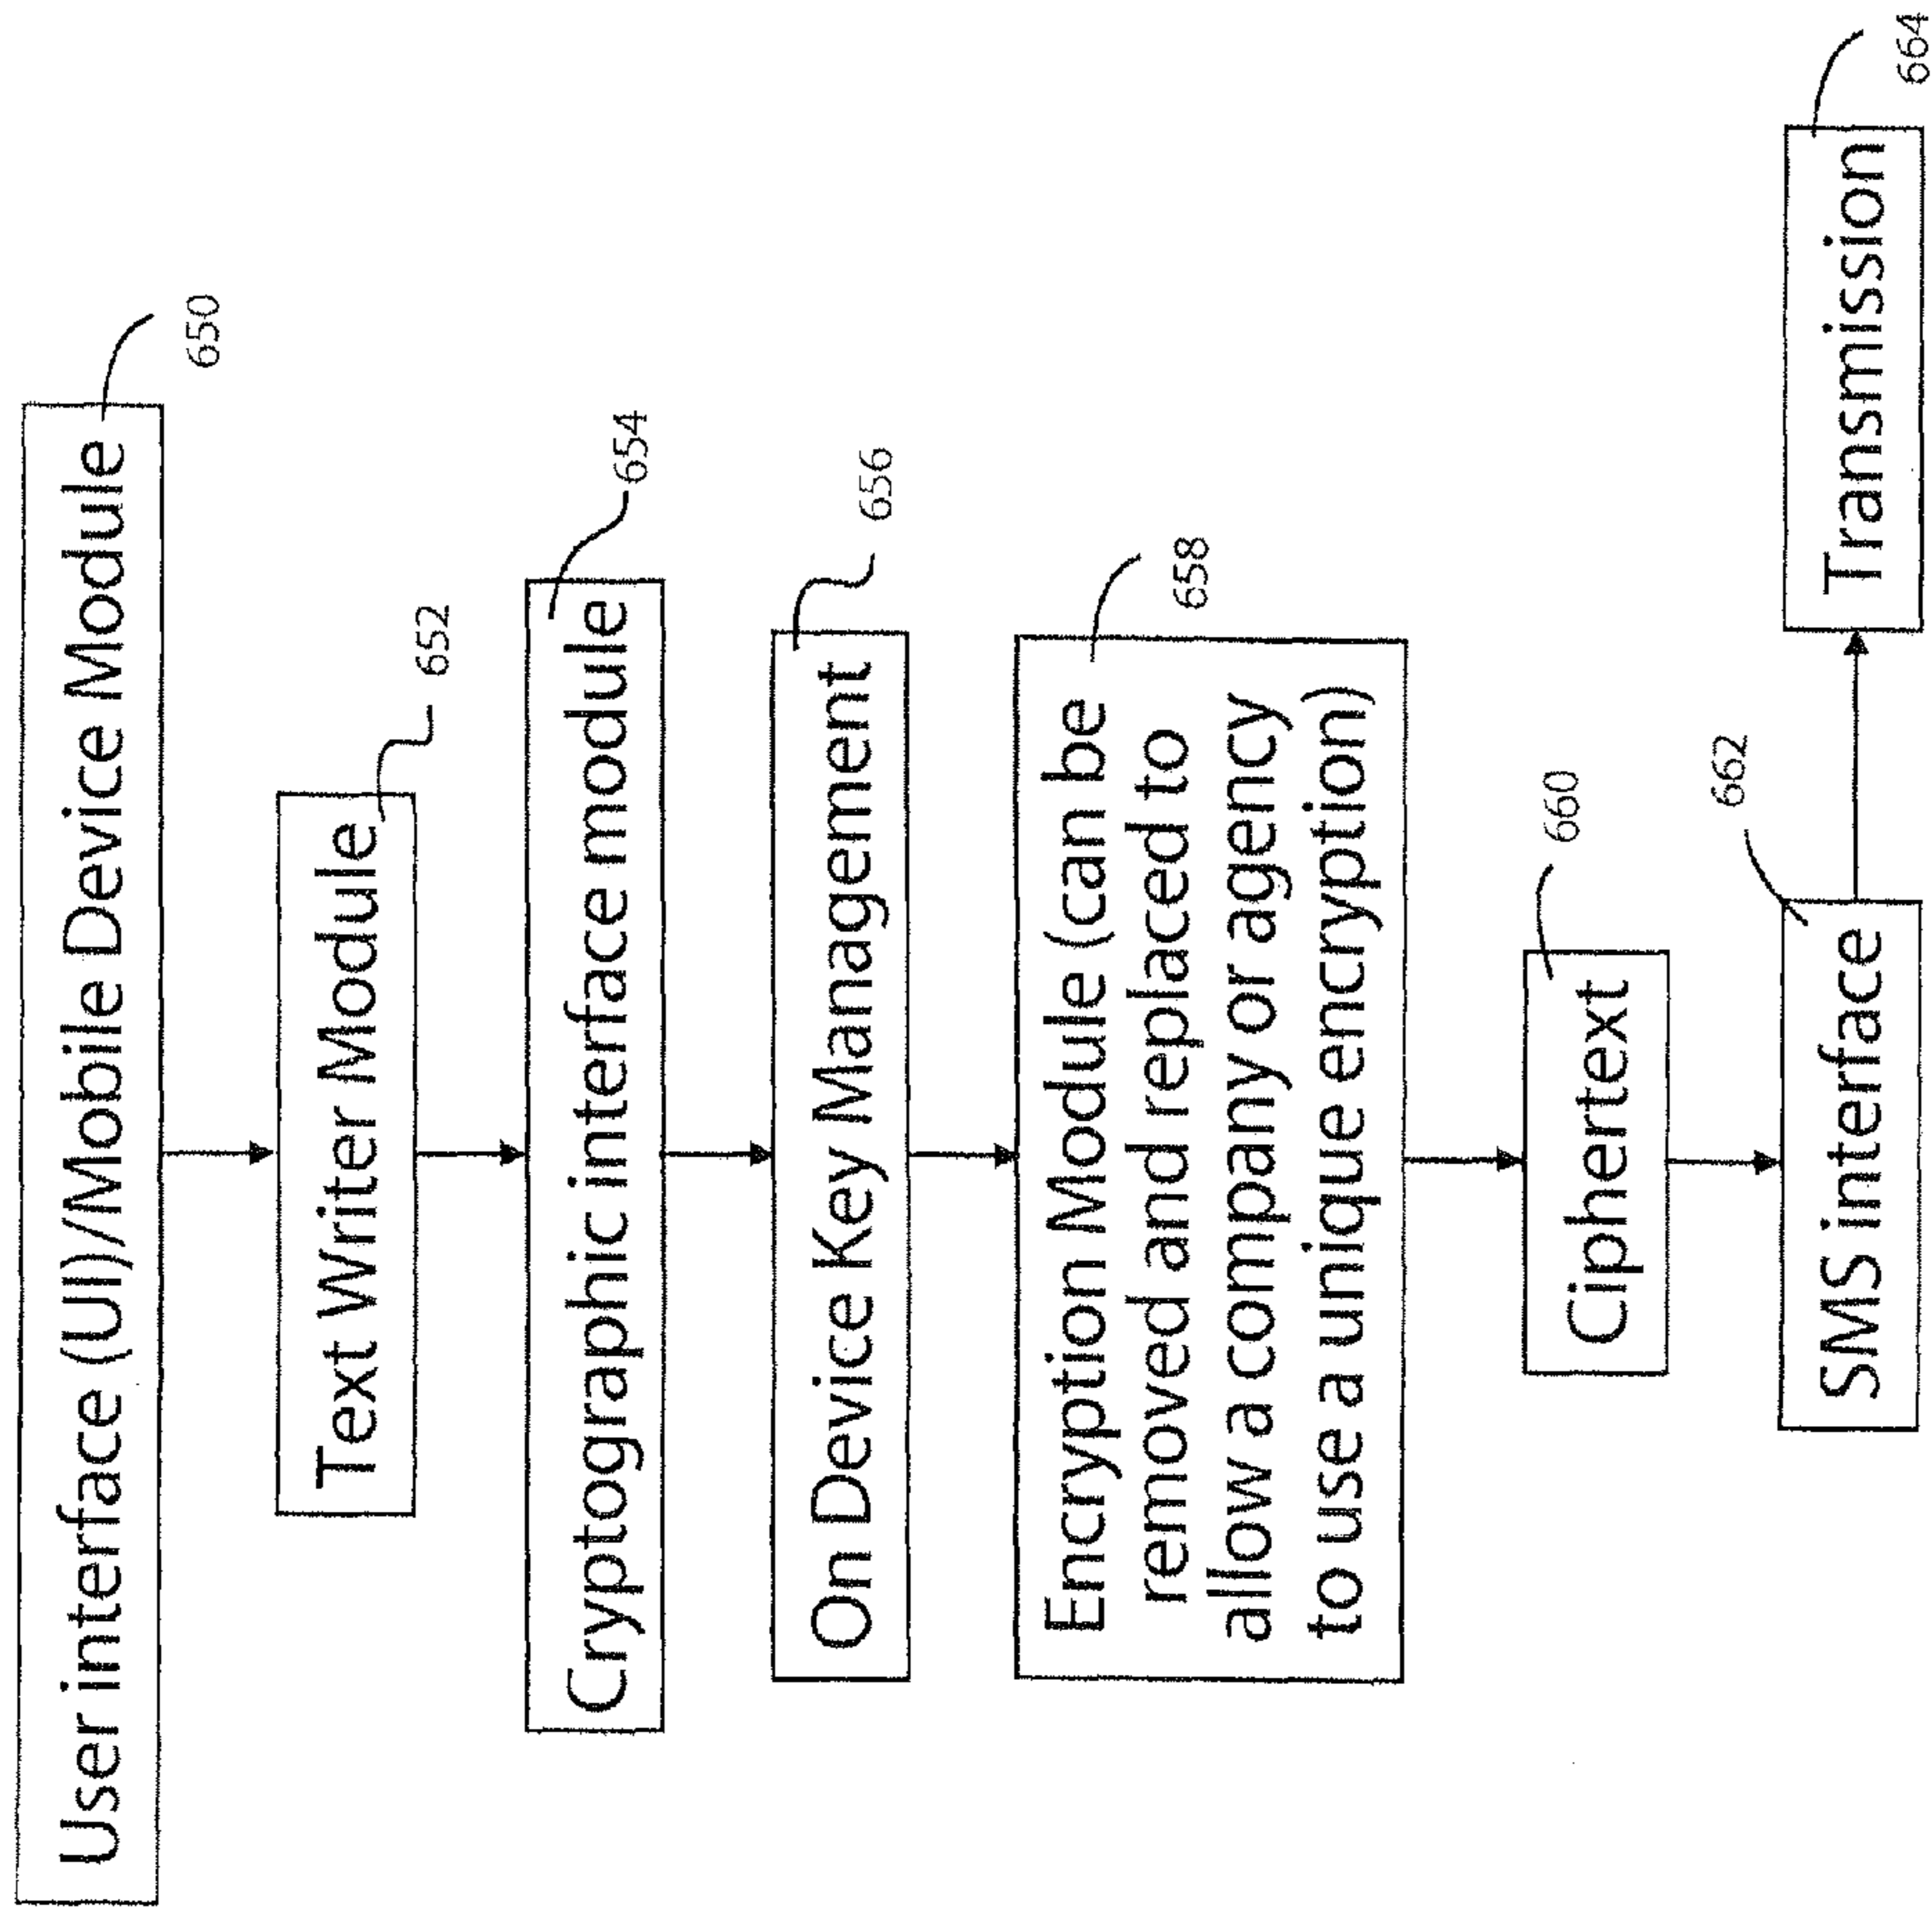 User interface (UI)/Mobile Device Module
650
Text Writer Module
652
Cryptographic interface module
654
On Device Key Management
656
Encryption Module (can be
removed and replaced to
allow a company or agency
to use a unique encryption)
658
Ciphertext
660
SMS interface
662
Transmission
664